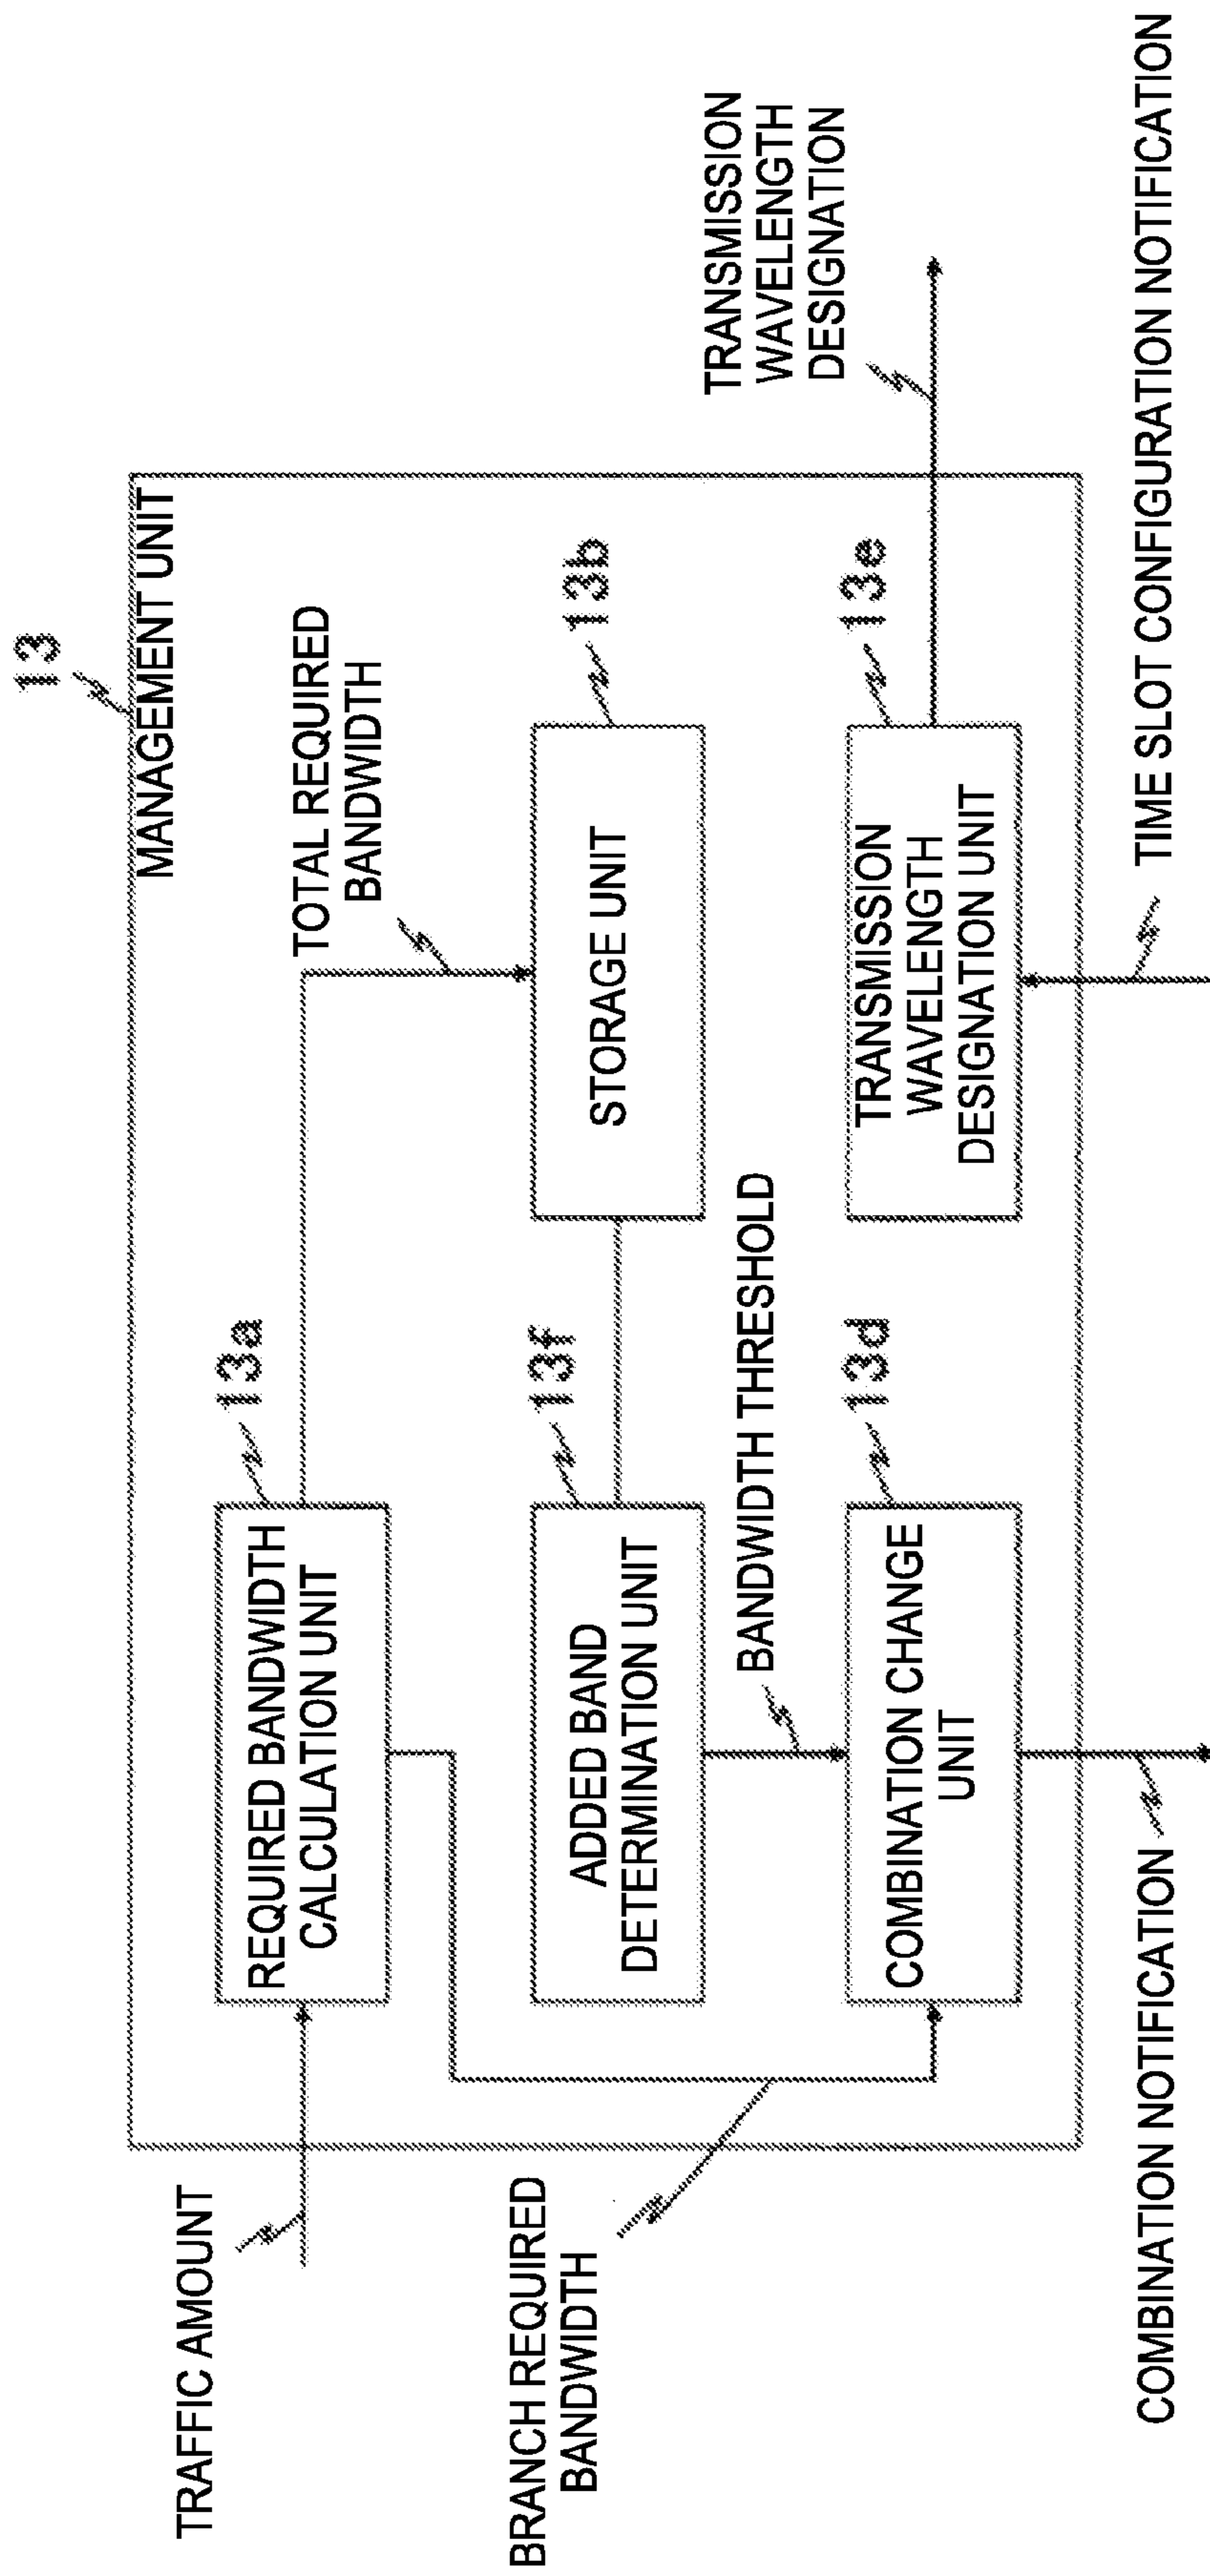 13
MANAGEMENT UNIT
TRAFFIC AMOUNT
REQUIRED BANDWIDTH
CALCULATION UNIT
13a
TOTAL REQUIRED
BANDWIDTH
BRANCH REQUIRED
BANDWIDTH
ADDED BAND
DETERMINATION UNIT
13f
STORAGE UNIT
13b
BANDWIDTH THRESHOLD
COMBINATION CHANGE
UNIT
13d
TRANSMISSION
WAVELENGTH
DESIGNATION UNIT
13e
TRANSMISSION
WAVELENGTH
DESIGNATION
COMBINATION NOTIFICATION
TIME SLOT CONFIGURATION NOTIFICATION